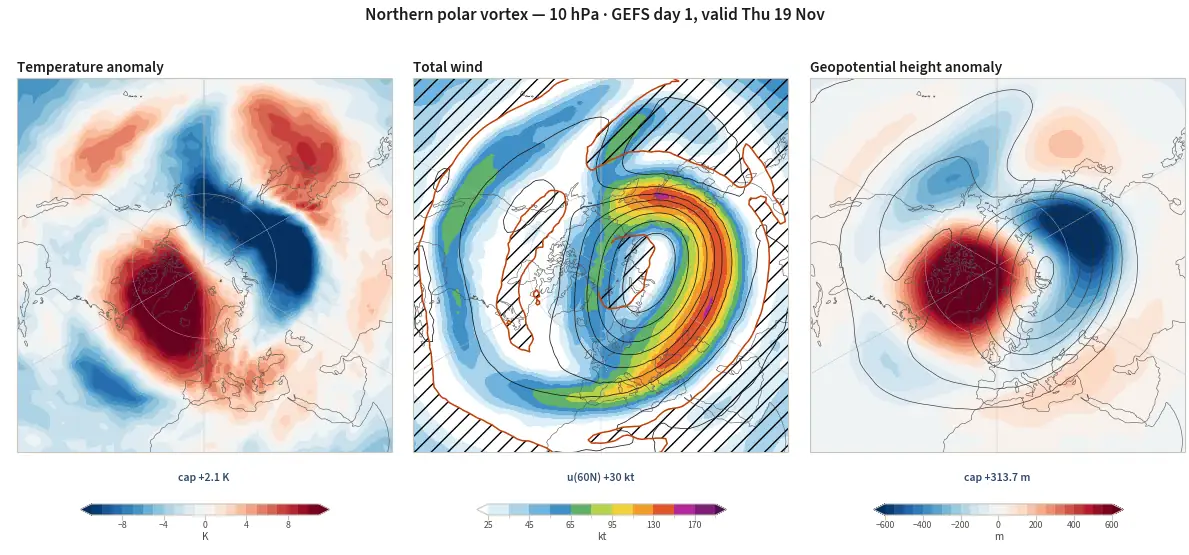 Northern polar vortex — 10 hPa · GEFS day 1, valid Thu 19 Nov
Temperature anomaly
Total wind
Geopotential height anomaly
cap +2.1 K
u(60N) +30 kt
cap +313.7 m
−8 −4 0 4 8
K
25 45 65 95 130 170
kt
−600 −400 −200 0 200 400 600
m